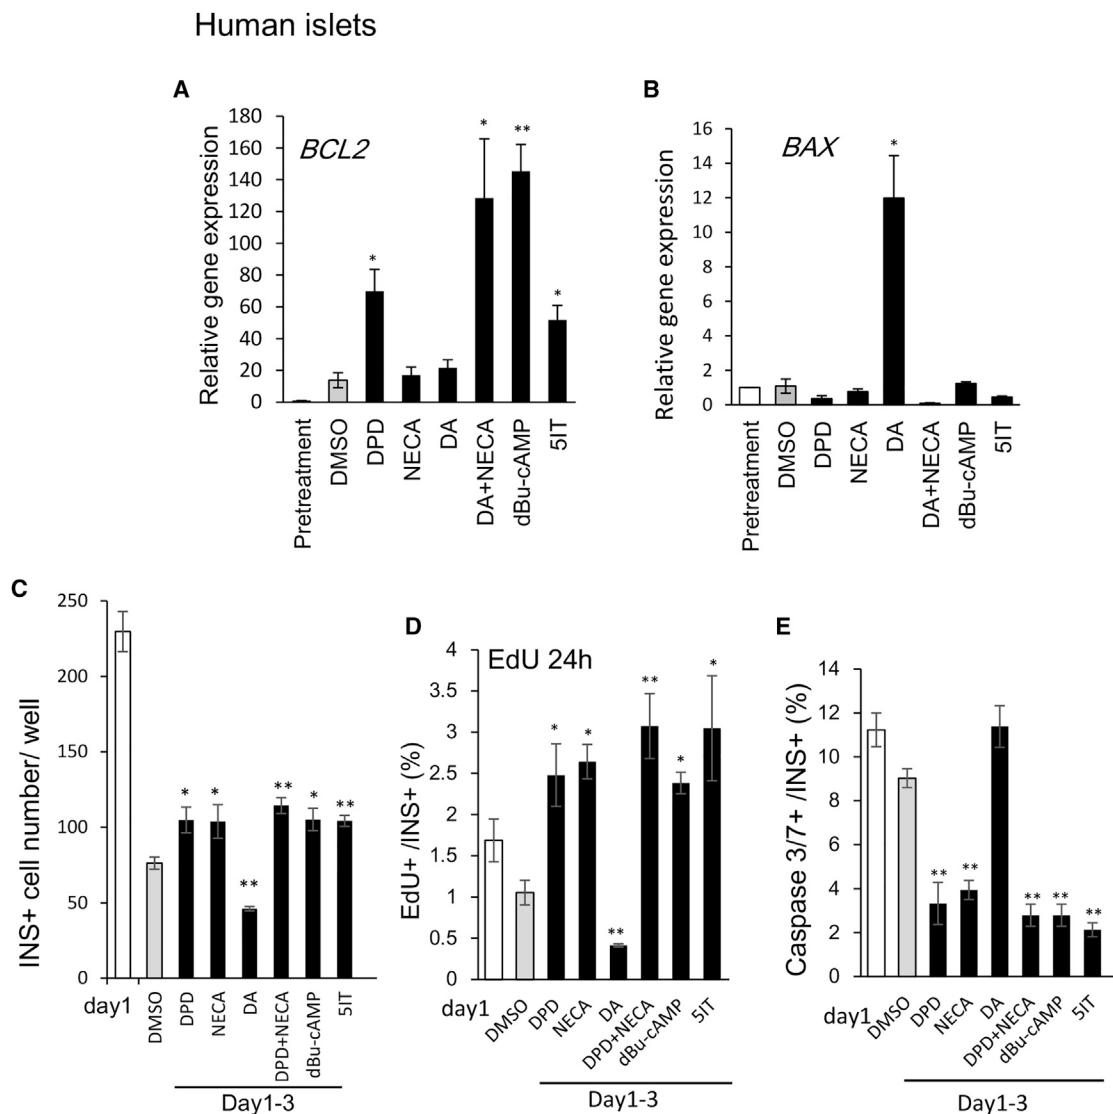 Human islets
A
BCL2
Relative gene expression
180
160
140
120
100
80
60
40
20
0
*
*
**
*
Pretreatment
DMSO
DPD
NECA
DA
DA+NECA
dBu-cAMP
5IT
B
BAX
Relative gene expression
16
14
12
10
8
6
4
2
0
*
Pretreatment
DMSO
DPD
NECA
DA
DA+NECA
dBu-cAMP
5IT
C
INS+ cell number/ well
250
200
150
100
50
0
*
*
**
**
*
**
day1
DMSO
DPD
NECA
DA
DPD+NECA
dBu-cAMP
5IT
Day1-3
D
EdU 24h
EdU+ /INS+ (%)
4
3.5
3
2.5
2
1.5
1
0.5
0
*
*
**
**
*
*
day1
DMSO
DPD
NECA
DA
DPD+NECA
dBu-cAMP
5IT
Day1-3
E
Caspase 3/7+ /INS+ (%)
14
12
10
8
6
4
2
0
**
**
**
**
**
day1
DMSO
DPD
NECA
DA
DPD+NECA
dBu-cAMP
5IT
Day1-3